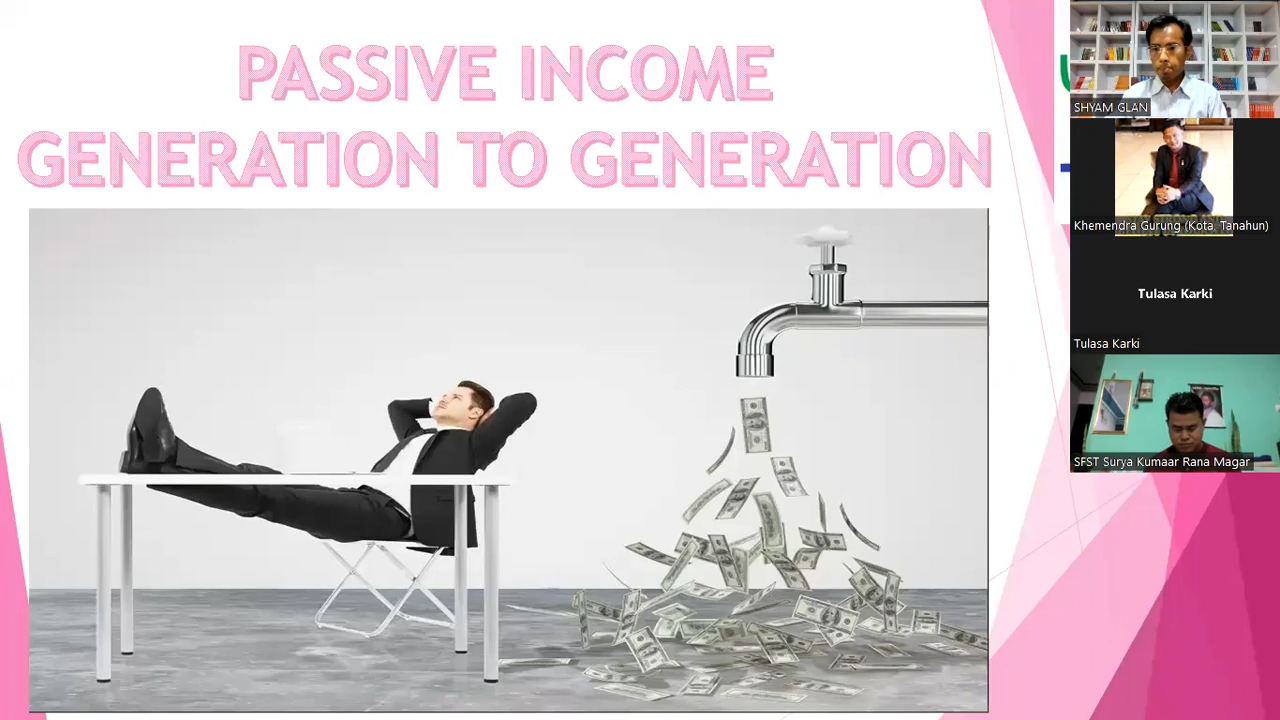 PASSIVE INCOME
GENERATION TO GENERATION
SHYAM GLAN
Khemendra Gurung (Kota, Tanahun)
Tulasa Karki
Tulasa Karki
SFST Surya Kumaar Rana Magar